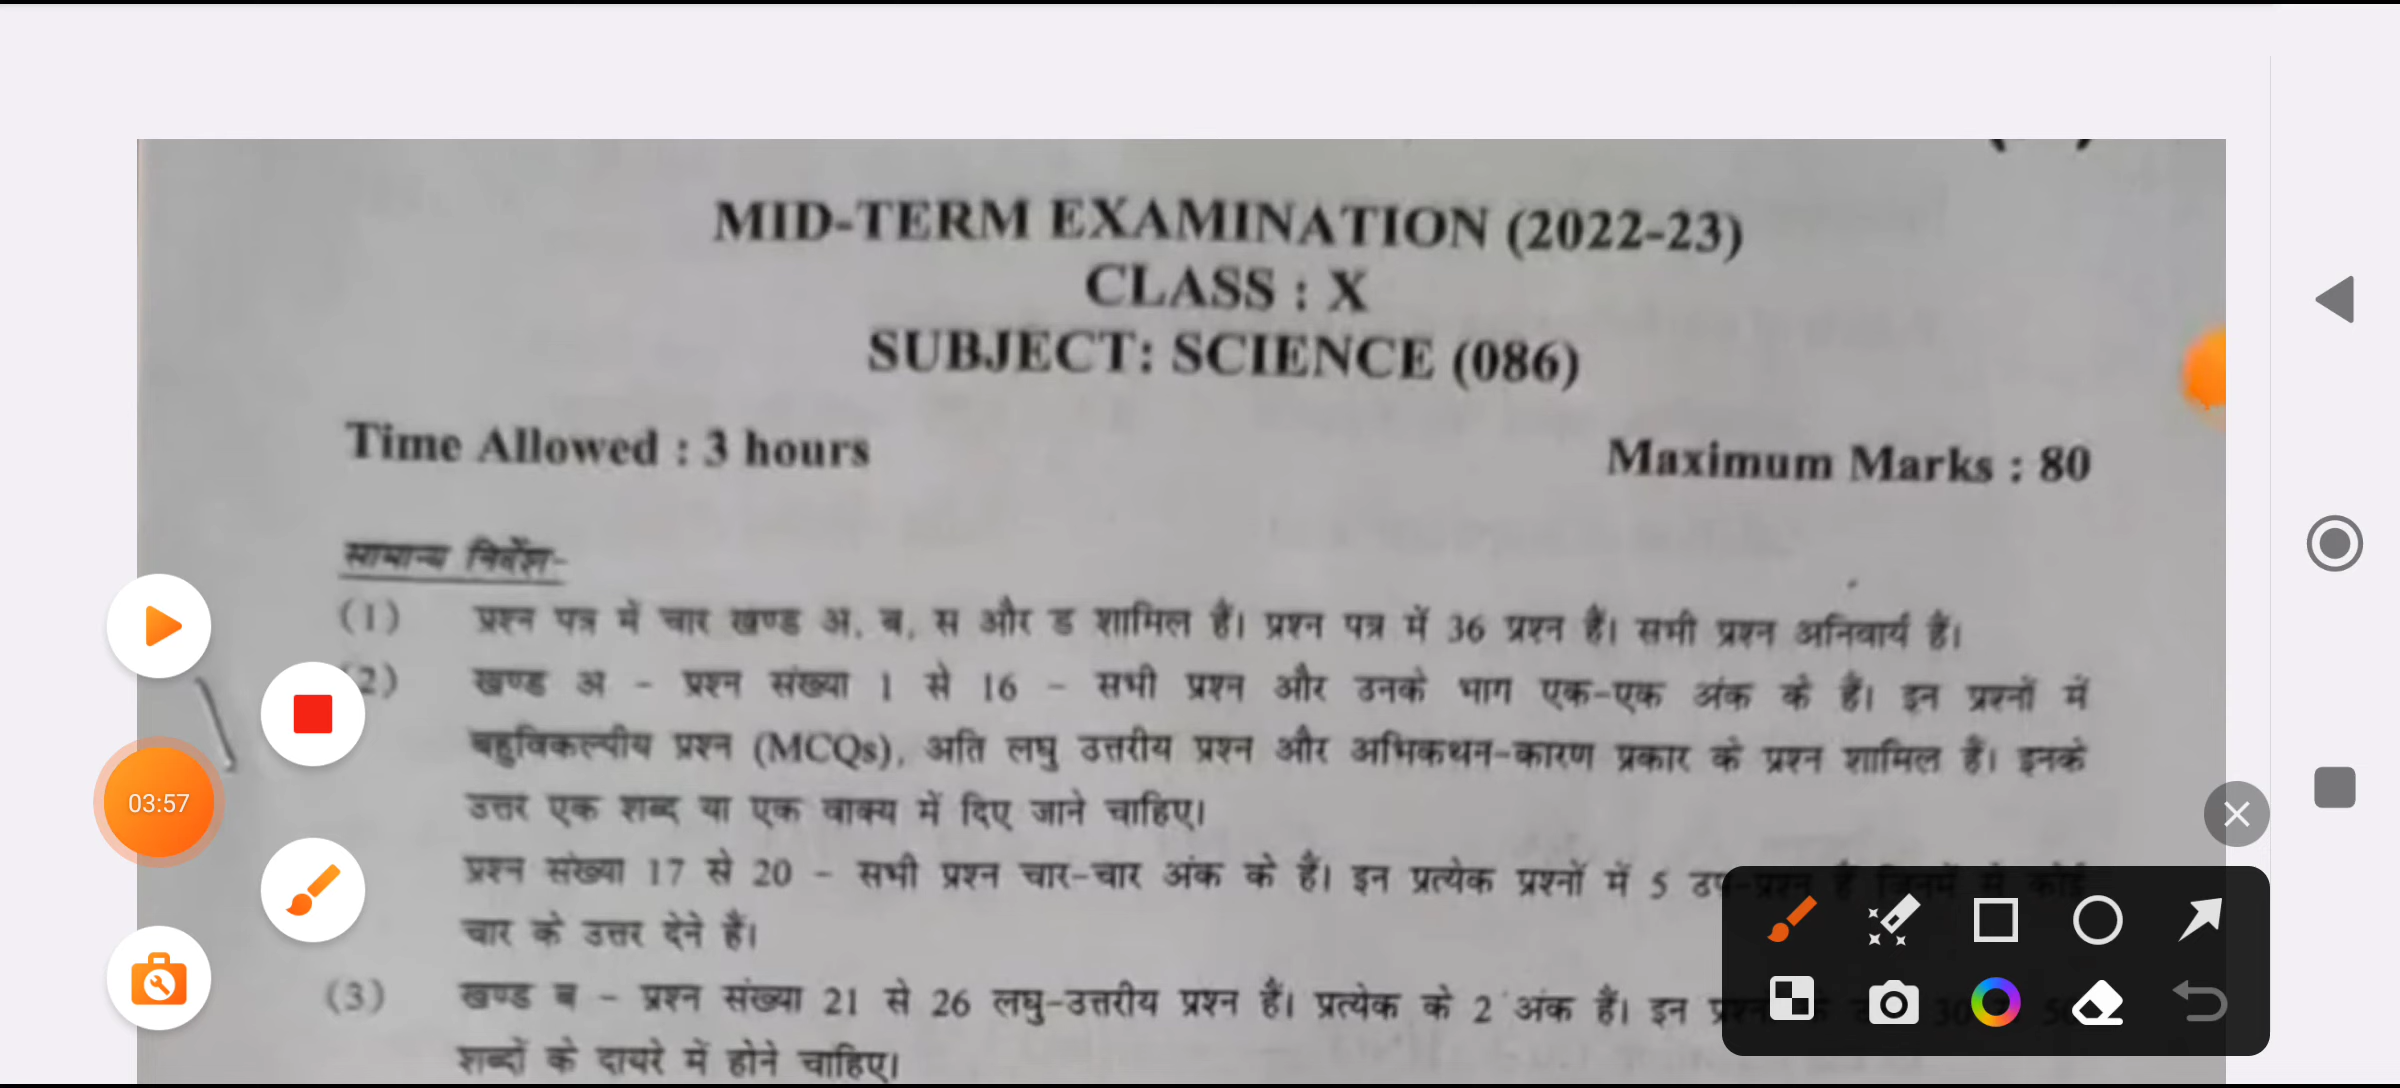 MID-TERM EXAMINATION (2022-23)
CLASS : X
SUBJECT: SCIENCE (086)
Time Allowed : 3 hours Maximum Marks : 80
सामान्य निर्देश-
(1) प्रश्न पत्र में चार खण्ड अ, ब, स और ड शामिल हैं। प्रश्न पत्र में 36 प्रश्न हैं। सभी प्रश्न अनिवार्य हैं।
2) खण्ड अ - प्रश्न संख्या 1 से 16 - सभी प्रश्न और उनके भाग एक-एक अंक के हैं। इन प्रश्नों में
बहुविकल्पीय प्रश्न (MCQs), अति लघु उत्तरीय प्रश्न और अभिकथन-कारण प्रकार के प्रश्न शामिल हैं। इनके
उत्तर एक शब्द या एक वाक्य में दिए जाने चाहिए।
03:57
प्रश्न संख्या 17 से 20 - सभी प्रश्न चार-चार अंक के हैं। इन प्रत्येक प्रश्नों में 5 उप-प्रश्न हैं जिनमें से कोई
चार के उत्तर देने हैं।
(3) खण्ड ब - प्रश्न संख्या 21 से 26 लघु-उत्तरीय प्रश्न हैं। प्रत्येक के 2 अंक हैं। इन 30
शब्दों के दायरे में होने चाहिए।